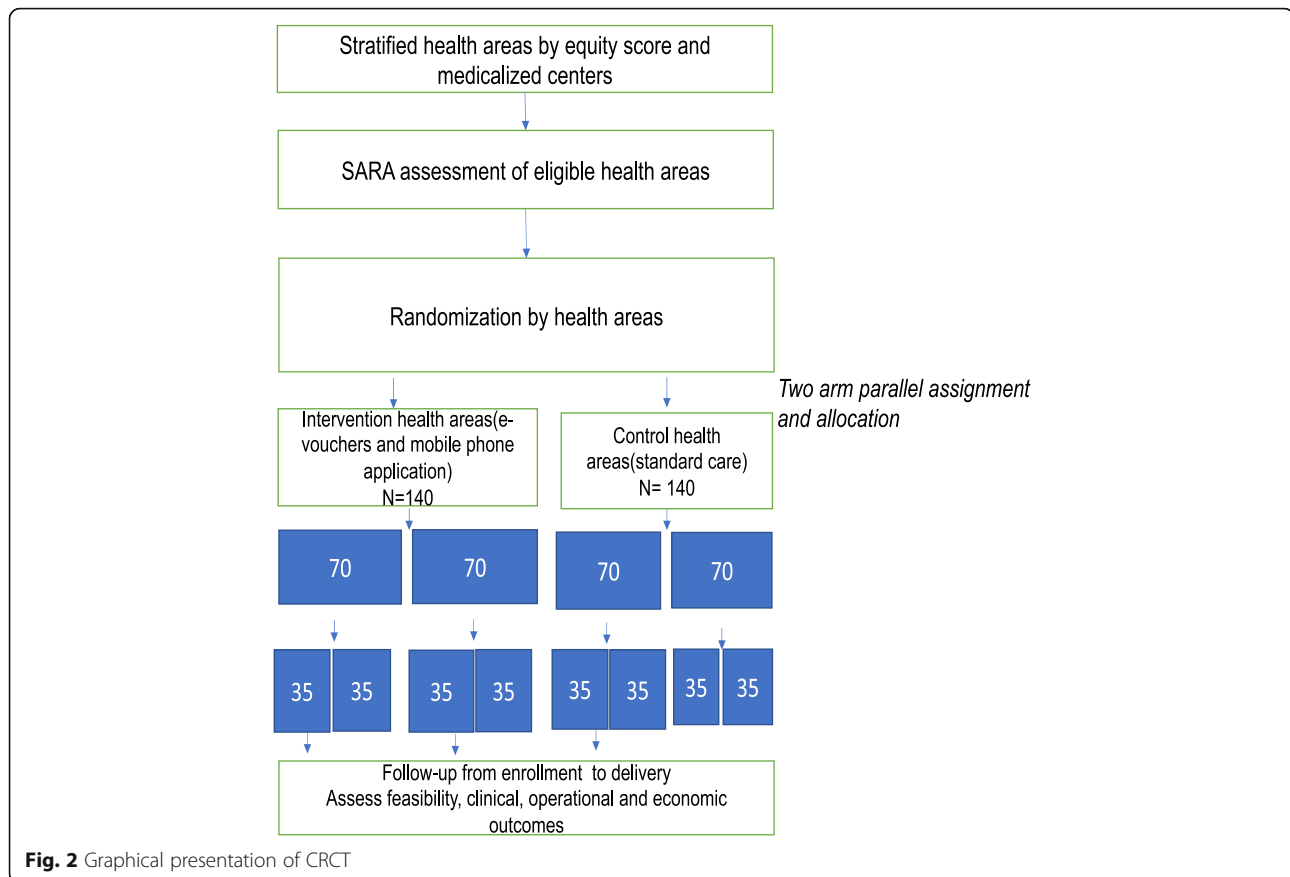 Stratified health areas by equity score and
medicalized centers
SARA assessment of eligible health areas
Randomization by health areas
Two arm parallel assignment
and allocation
Intervention health areas(e-
vouchers and mobile phone
application)
N=140
Control health
areas(standard care)
N= 140
70
70
70
70
35
35
35
35
35
35
35
35
Follow-up from enrollment to delivery
Assess feasibility, clinical, operational and economic
outcomes
Fig. 2 Graphical presentation of CRCT